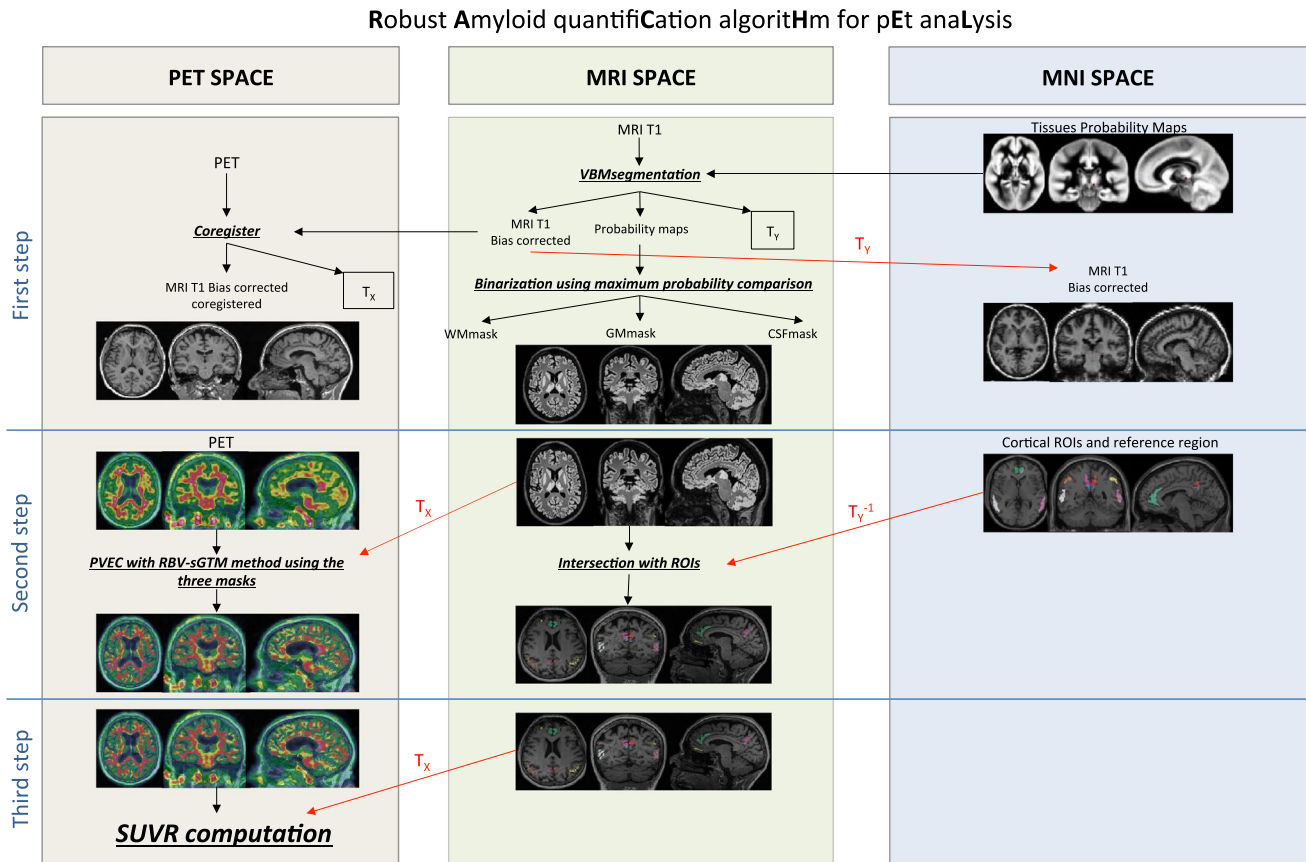 Robust Amyloid quantifiCation algoritHm for pEt anaLysis
PET SPACE
MRI SPACE
MNI SPACE
First step
PET
Coregister
MRI T1 Bias corrected
coregistered
TX
MRI T1
VBMsegmentation
MRI T1
Bias corrected
Probability maps
TY
Binarization using maximum probability comparison
WMmask
GMmask
CSFmask
Tissues Probability Maps
TY
MRI T1
Bias corrected
Second step
PET
PVEC with RBV-sGTM method using the
three masks
TX
Intersection with ROIs
TY-1
Cortical ROIs and reference region
Third step
TX
SUVR computation